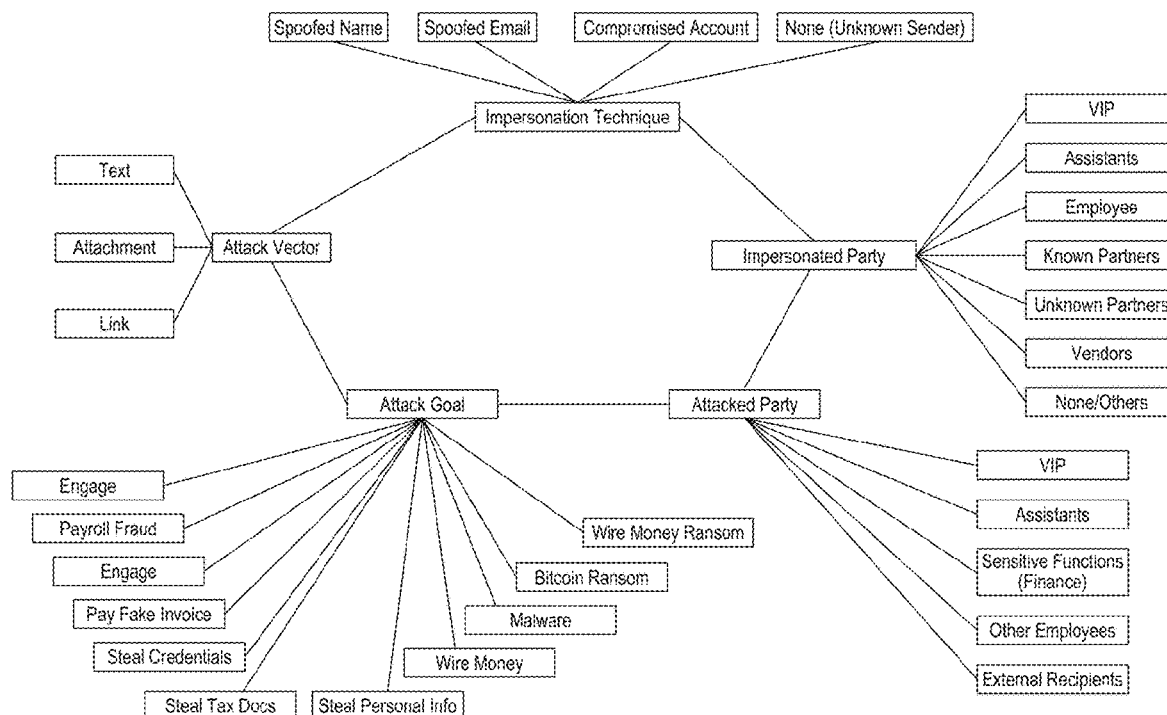 Spoofed Name
Spoofed Email
Compromised Account
None (Unknown Sender)
Impersonation Technique
VIP
Assistants
Employee
Known Partners
Unknown Partners
Vendors
None/Others
Impersonated Party
Text
Attachment
Link
Attack Vector
Attack Goal
Attacked Party
Engage
Payroll Fraud
Engage
Pay Fake Invoice
Steal Credentials
Steal Tax Docs
Steal Personal Info
Wire Money
Malware
Bitcoin Ransom
Wire Money Ransom
VIP
Assistants
Sensitive Functions
(Finance)
Other Employees
External Recipients